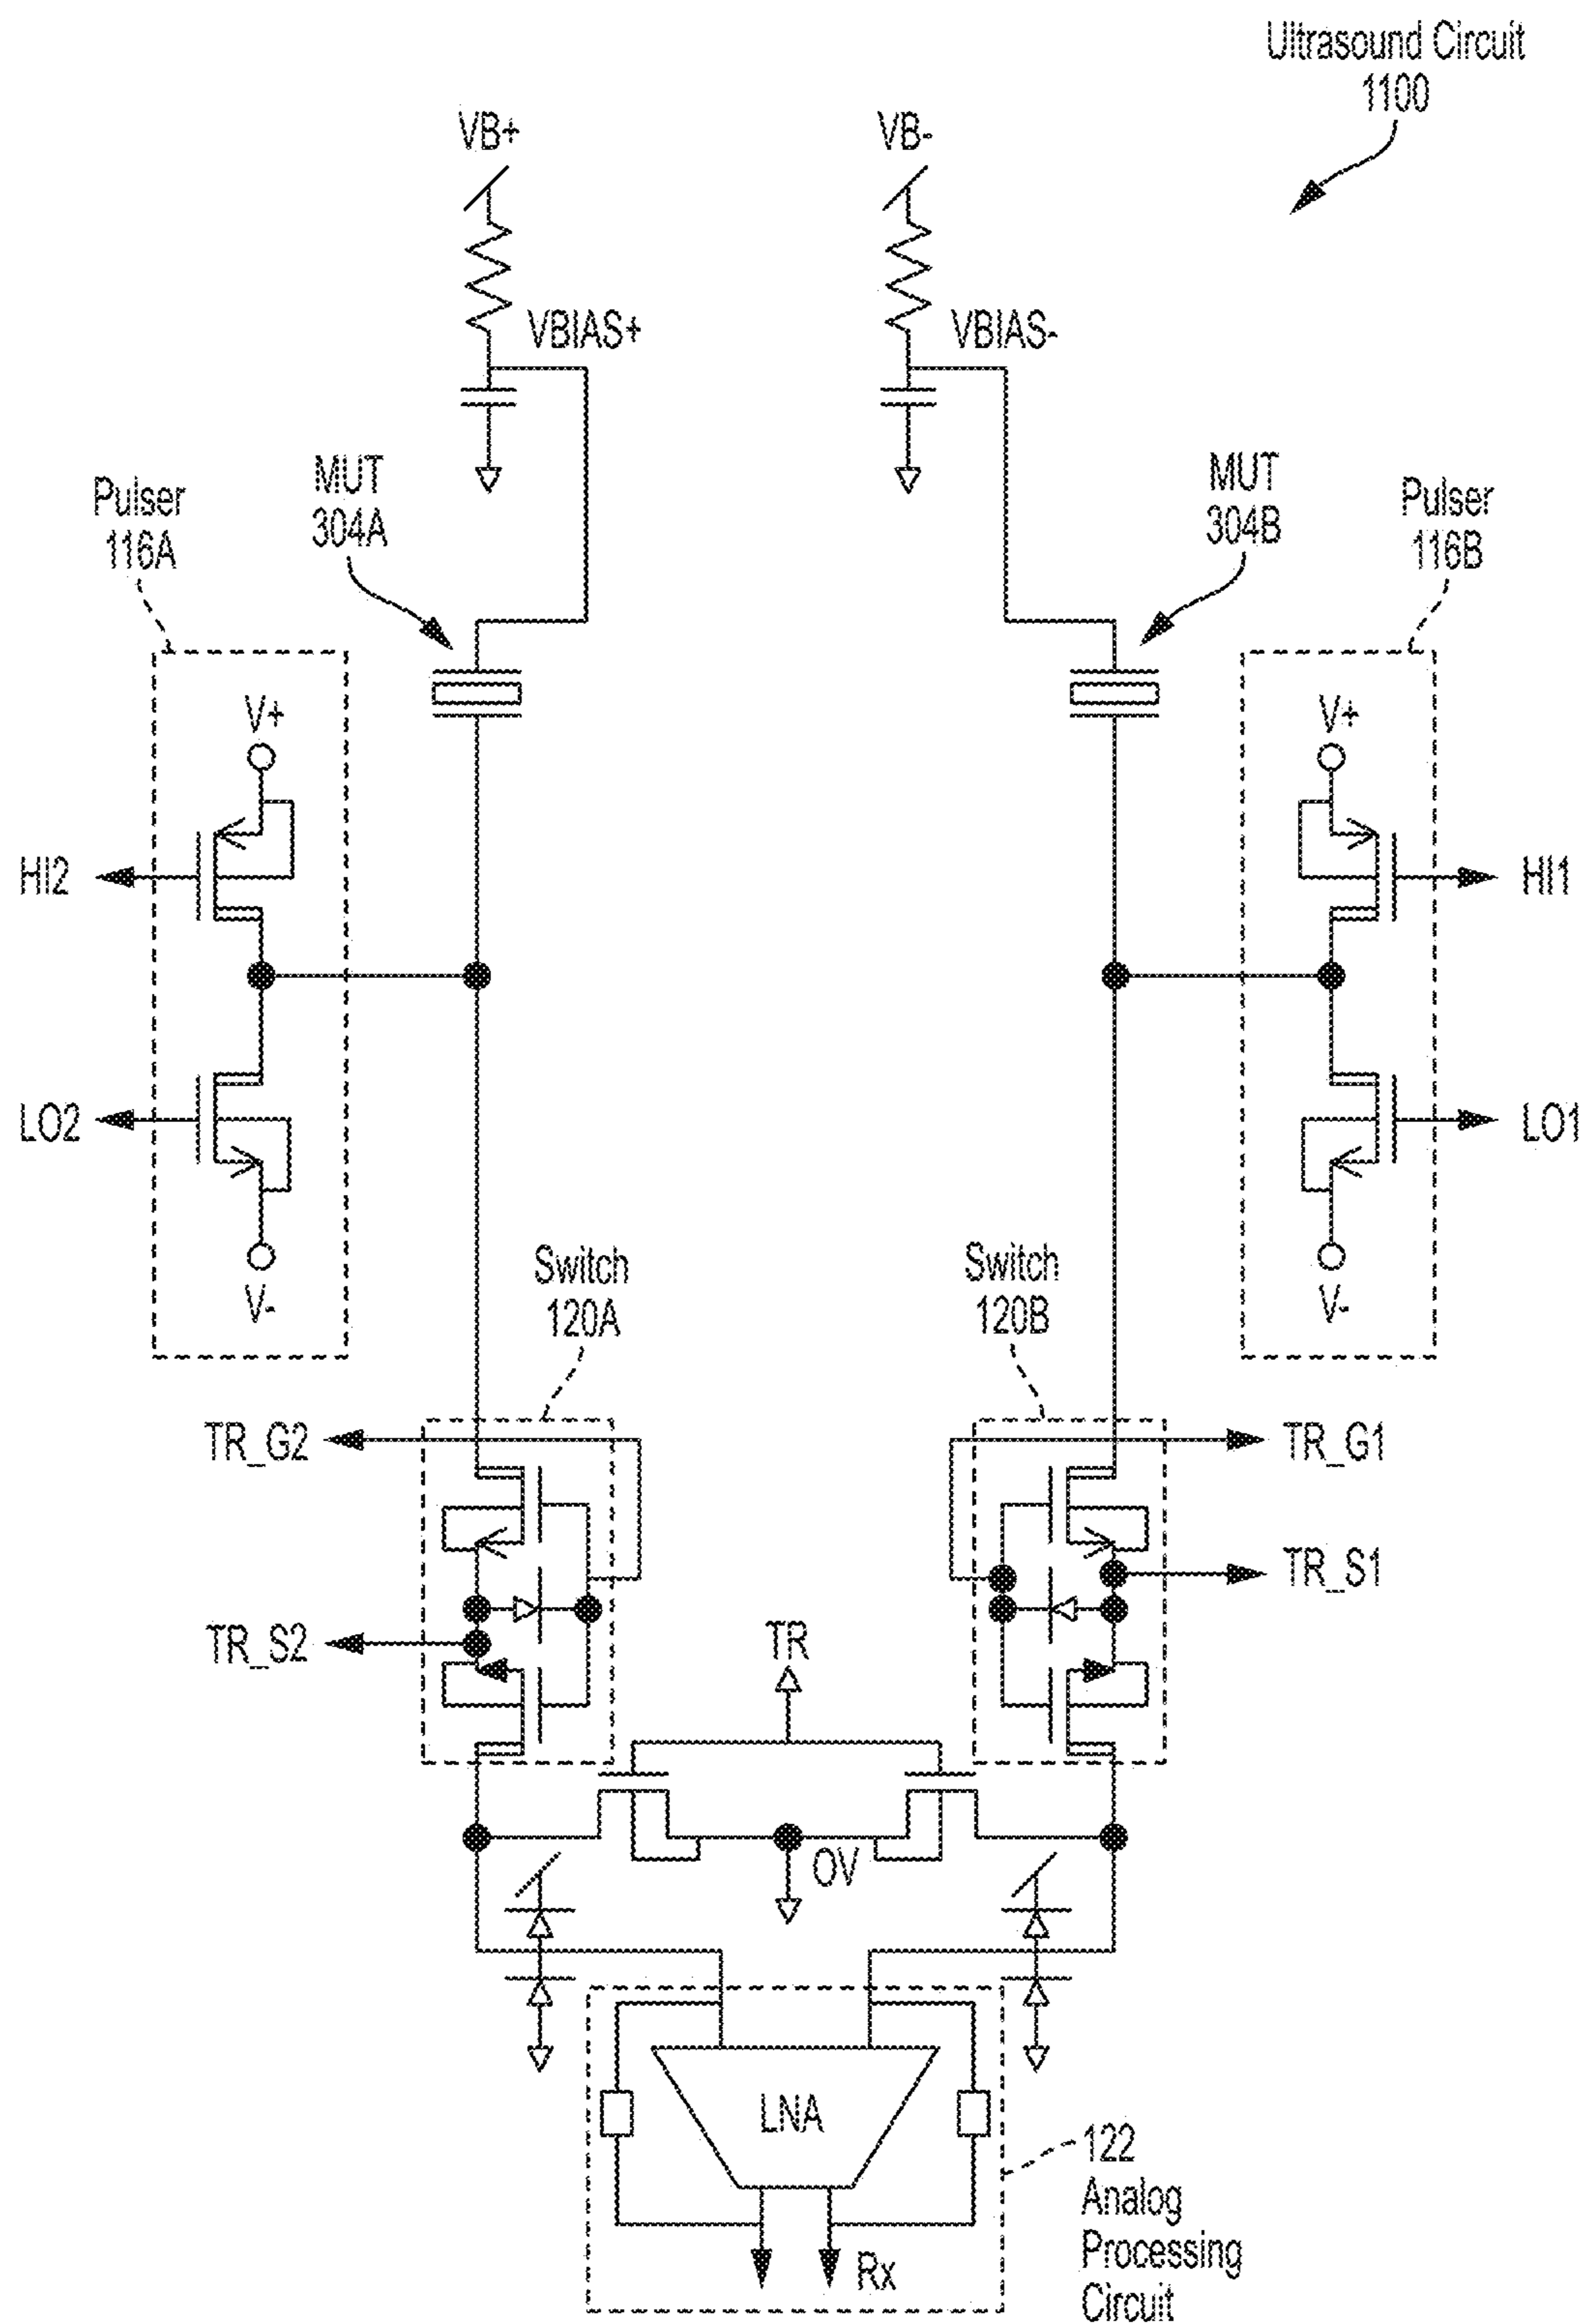 Ultrasound Circuit
1100
VB+
VB-
VBIAS+
VBIAS-
MUT
304A
MUT
304B
Pulser
116A
Pulser
116B
V+
V+
HI2
HI1
LO2
LO1
V-
V-
Switch
120A
Switch
120B
TR_G2
TR_G1
TR_S1
TR_S2
TR
OV
LNA
Rx
122
Analog
Processing
Circuit